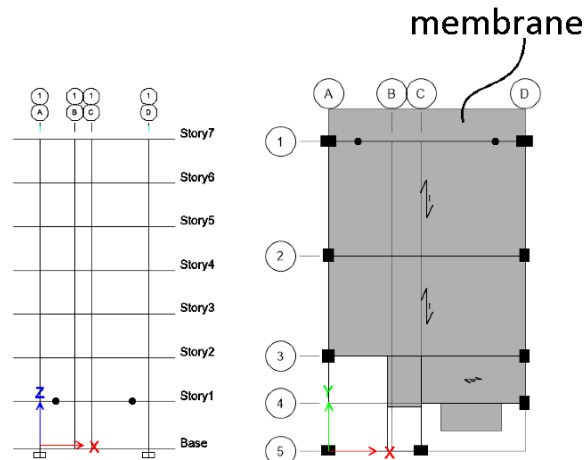 membrane
1 1 1 1
A B C D
Story7
Story6
Story5
Story4
Story3
Story2
Story1
Base
Z
X
A B C D
1
2
3
4
5
Y
X